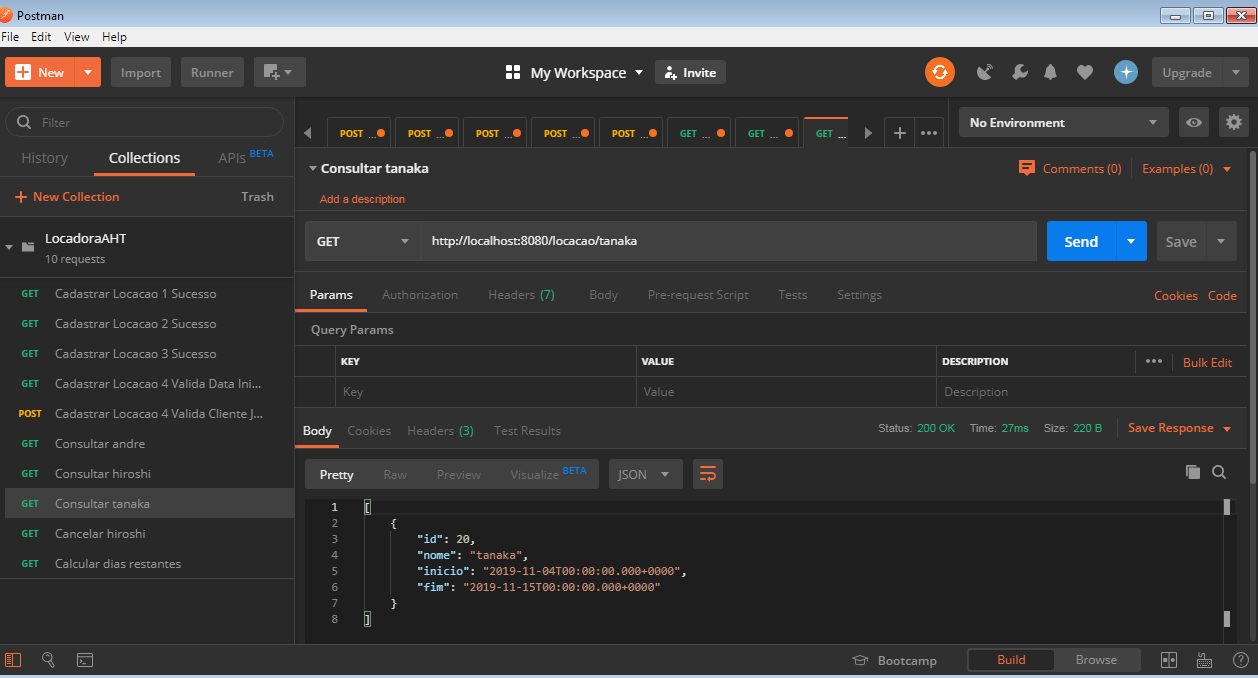 Postman
File Edit View Help
New Import Runner My Workspace Invite Upgrade
Filter
History Collections APIs BETA
New Collection Trash
LocadoraAHT
10 requests
GET Cadastrar Locacao 1 Sucesso
GET Cadastrar Locacao 2 Sucesso
GET Cadastrar Locacao 3 Sucesso
GET Cadastrar Locacao 4 Valida Data Ini...
POST Cadastrar Locacao 4 Valida Cliente J...
GET Consultar andre
GET Consultar hiroshi
GET Consultar tanaka
GET Cancelar hiroshi
GET Calcular dias restantes
POST ... POST ... POST ... POST ... POST ... GET ... GET ... GET ... + •••
No Environment
Consultar tanaka
Comments (0) Examples (0)
Add a description
GET http://localhost:8080/locacao/tanaka Send Save
Params Authorization Headers (7) Body Pre-request Script Tests Settings Cookies Code
Query Params
KEY VALUE DESCRIPTION ••• Bulk Edit
Key Value Description
Body Cookies Headers (3) Test Results Status: 200 OK Time: 27ms Size: 220 B Save Response
Pretty Raw Preview Visualize BETA JSON
1 [
2 {
3 "id": 20,
4 "nome": "tanaka",
5 "inicio": "2019-11-04T00:00:00.000+0000",
6 "fim": "2019-11-15T00:00:00.000+0000"
7 }
8 ]
Bootcamp Build Browse ?